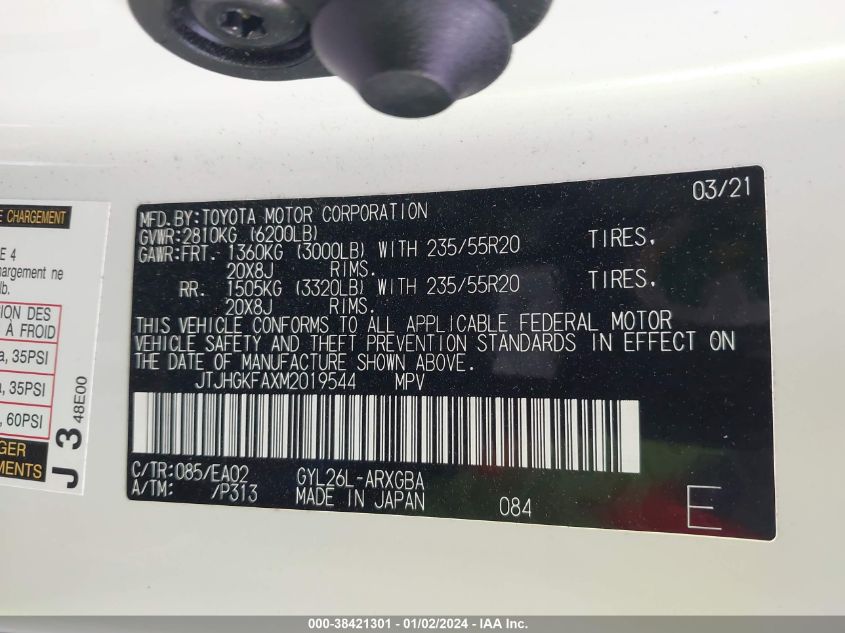 E CHARGEMENT
E 4
hargement ne
lb.
ION DES
À FROID
a, 35PSI
a, 35PSI
, 60PSI
GER
MENTS
J 3
48E00
03/21
MFD. BY: TOYOTA MOTOR CORPORATION
GVWR: 2810KG (6200LB)
GAWR: FRT. 1360KG (3000LB) WITH 235/55R20 TIRES,
20X8J RIMS.
RR. 1505KG (3320LB) WITH 235/55R20 TIRES,
20X8J RIMS.
THIS VEHICLE CONFORMS TO ALL APPLICABLE FEDERAL MOTOR
VEHICLE SAFETY AND THEFT PREVENTION STANDARDS IN EFFECT ON
THE DATE OF MANUFACTURE SHOWN ABOVE.
JTJHGKFAXM2019544 MPV
C/TR: 085/EA02 GYL26L-ARXGBA
A/TM: /P313 MADE IN JAPAN 084
E
000-38421301 - 01/02/2024 - IAA Inc.